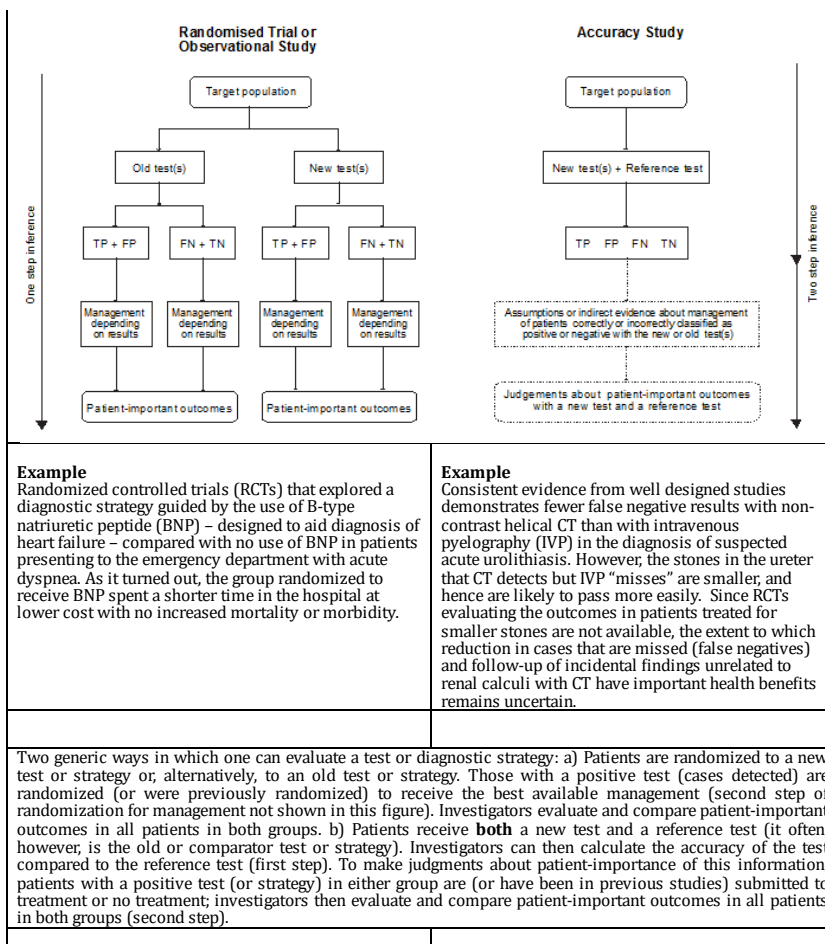 Randomised Trial or
Observational Study
Accuracy Study
One step inference
Target population
Old test(s)
New test(s)
TP + FP
FN + TN
TP + FP
FN + TN
Management
depending
on results
Management
depending
on results
Management
depending
on results
Management
depending
on results
Patient-important outcomes
Patient-important outcomes
Target population
New test(s) + Reference test
TP FP FN TN
Assumptions or indirect evidence about management
of patients correctly or incorrectly classified as
positive or negative with the new or old test(s)
Judgements about patient-important outcomes
with a new test and a reference test
Two step inference
Example
Randomized controlled trials (RCTs) that explored a
diagnostic strategy guided by the use of B-type
natriuretic peptide (BNP) – designed to aid diagnosis of
heart failure – compared with no use of BNP in patients
presenting to the emergency department with acute
dyspnea. As it turned out, the group randomized to
receive BNP spent a shorter time in the hospital at
lower cost with no increased mortality or morbidity.
Example
Consistent evidence from well designed studies
demonstrates fewer false negative results with non-
contrast helical CT than with intravenous
pyelography (IVP) in the diagnosis of suspected
acute urolithiasis. However, the stones in the ureter
that CT detects but IVP “misses” are smaller, and
hence are likely to pass more easily. Since RCTs
evaluating the outcomes in patients treated for
smaller stones are not available, the extent to which
reduction in cases that are missed (false negatives)
and follow-up of incidental findings unrelated to
renal calculi with CT have important health benefits
remains uncertain.
Two generic ways in which one can evaluate a test or diagnostic strategy: a) Patients are randomized to a new
test or strategy or, alternatively, to an old test or strategy. Those with a positive test (cases detected) are
randomized (or were previously randomized) to receive the best available management (second step of
randomization for management not shown in this figure). Investigators evaluate and compare patient-important
outcomes in all patients in both groups. b) Patients receive both a new test and a reference test (it often,
however, is the old or comparator test or strategy). Investigators can then calculate the accuracy of the test
compared to the reference test (first step). To make judgments about patient-importance of this information,
patients with a positive test (or strategy) in either group are (or have been in previous studies) submitted to
treatment or no treatment; investigators then evaluate and compare patient-important outcomes in all patients
in both groups (second step).